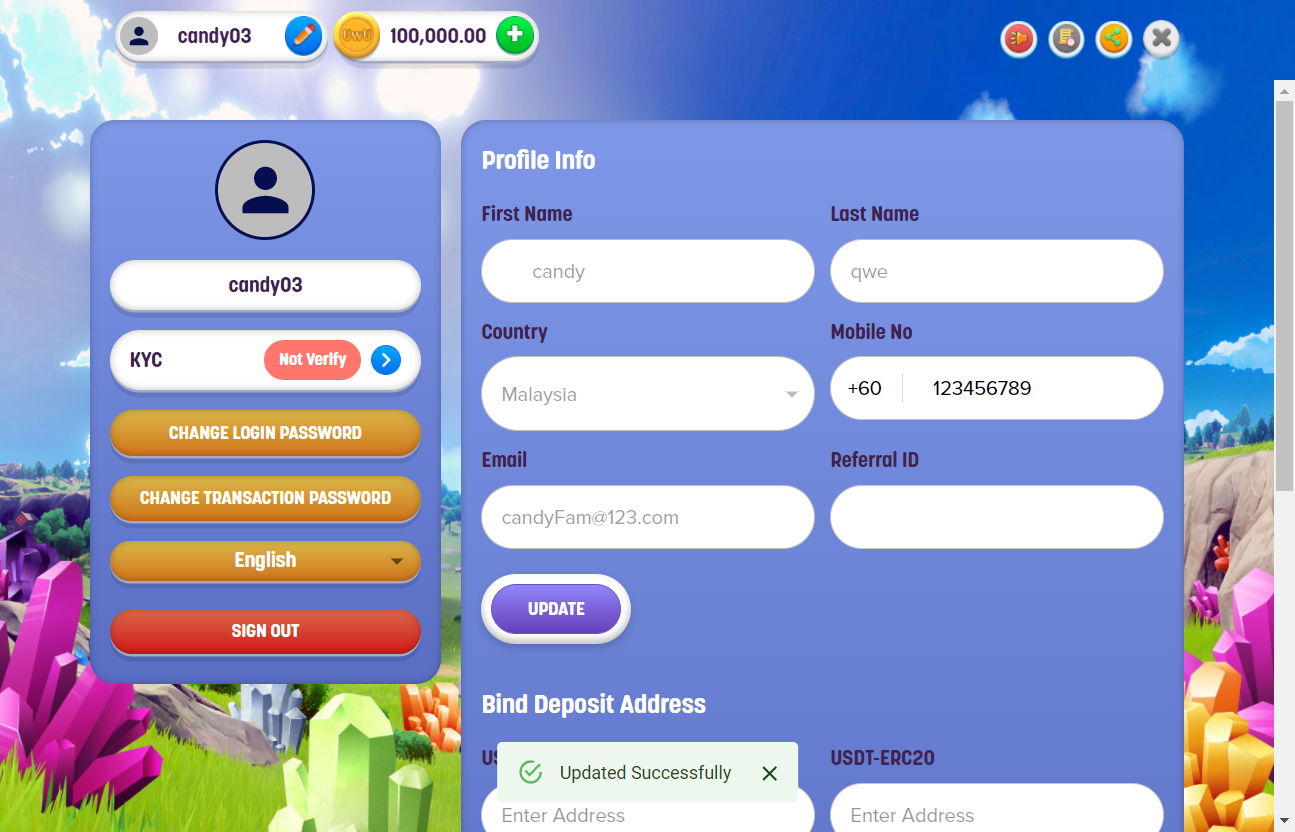 candy03
UwU
100,000.00
candy03
KYC
Not Verify
CHANGE LOGIN PASSWORD
CHANGE TRANSACTION PASSWORD
English
SIGN OUT
Profile Info
First Name
Last Name
candy
qwe
Country
Mobile No
Malaysia
+60 123456789
Email
Referral ID
candyFam@123.com
UPDATE
Bind Deposit Address
USDT-ERC20
Updated Successfully
Enter Address
Enter Address